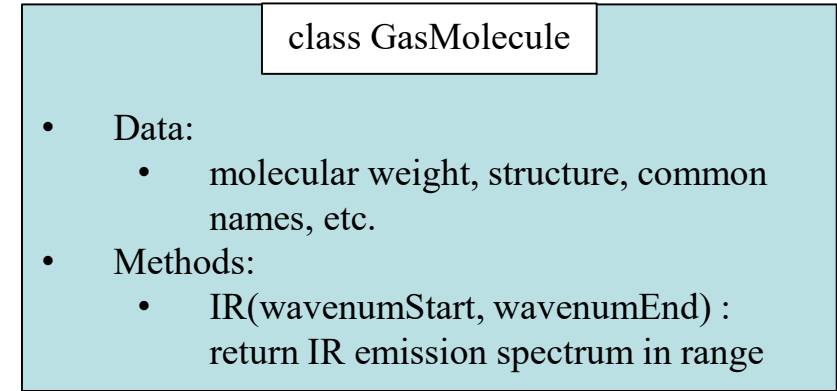 class GasMolecule
• Data:
• molecular weight, structure, common
names, etc.
• Methods:
• IR(wavenumStart, wavenumEnd) :
return IR emission spectrum in range